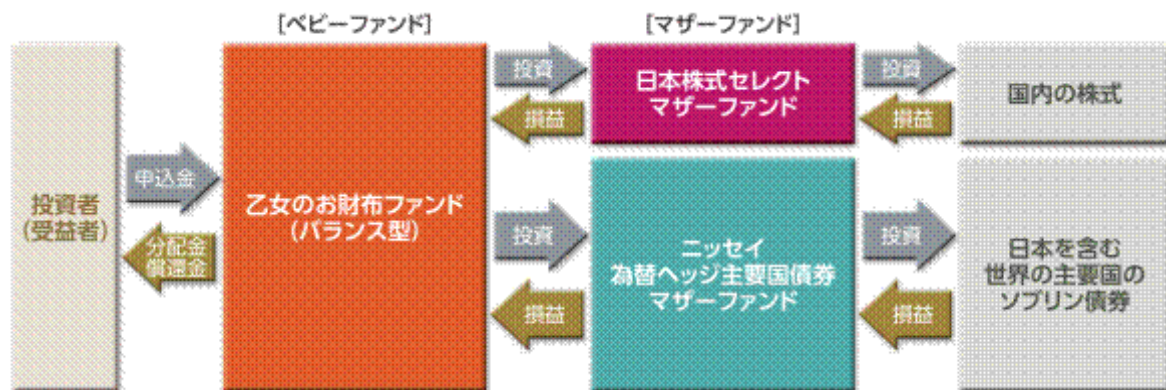 [ベビーファンド]
[マザーファンド]
投資者
(受益者)
申込金
分配金
償還金
乙女のお財布ファンド
(バランス型)
投資
損益
日本株式セレクト
マザーファンド
投資
損益
国内の株式
投資
損益
ニッセイ
為替ヘッジ主要国債券
マザーファンド
投資
損益
日本を含む
世界の主要国の
ソブリン債券